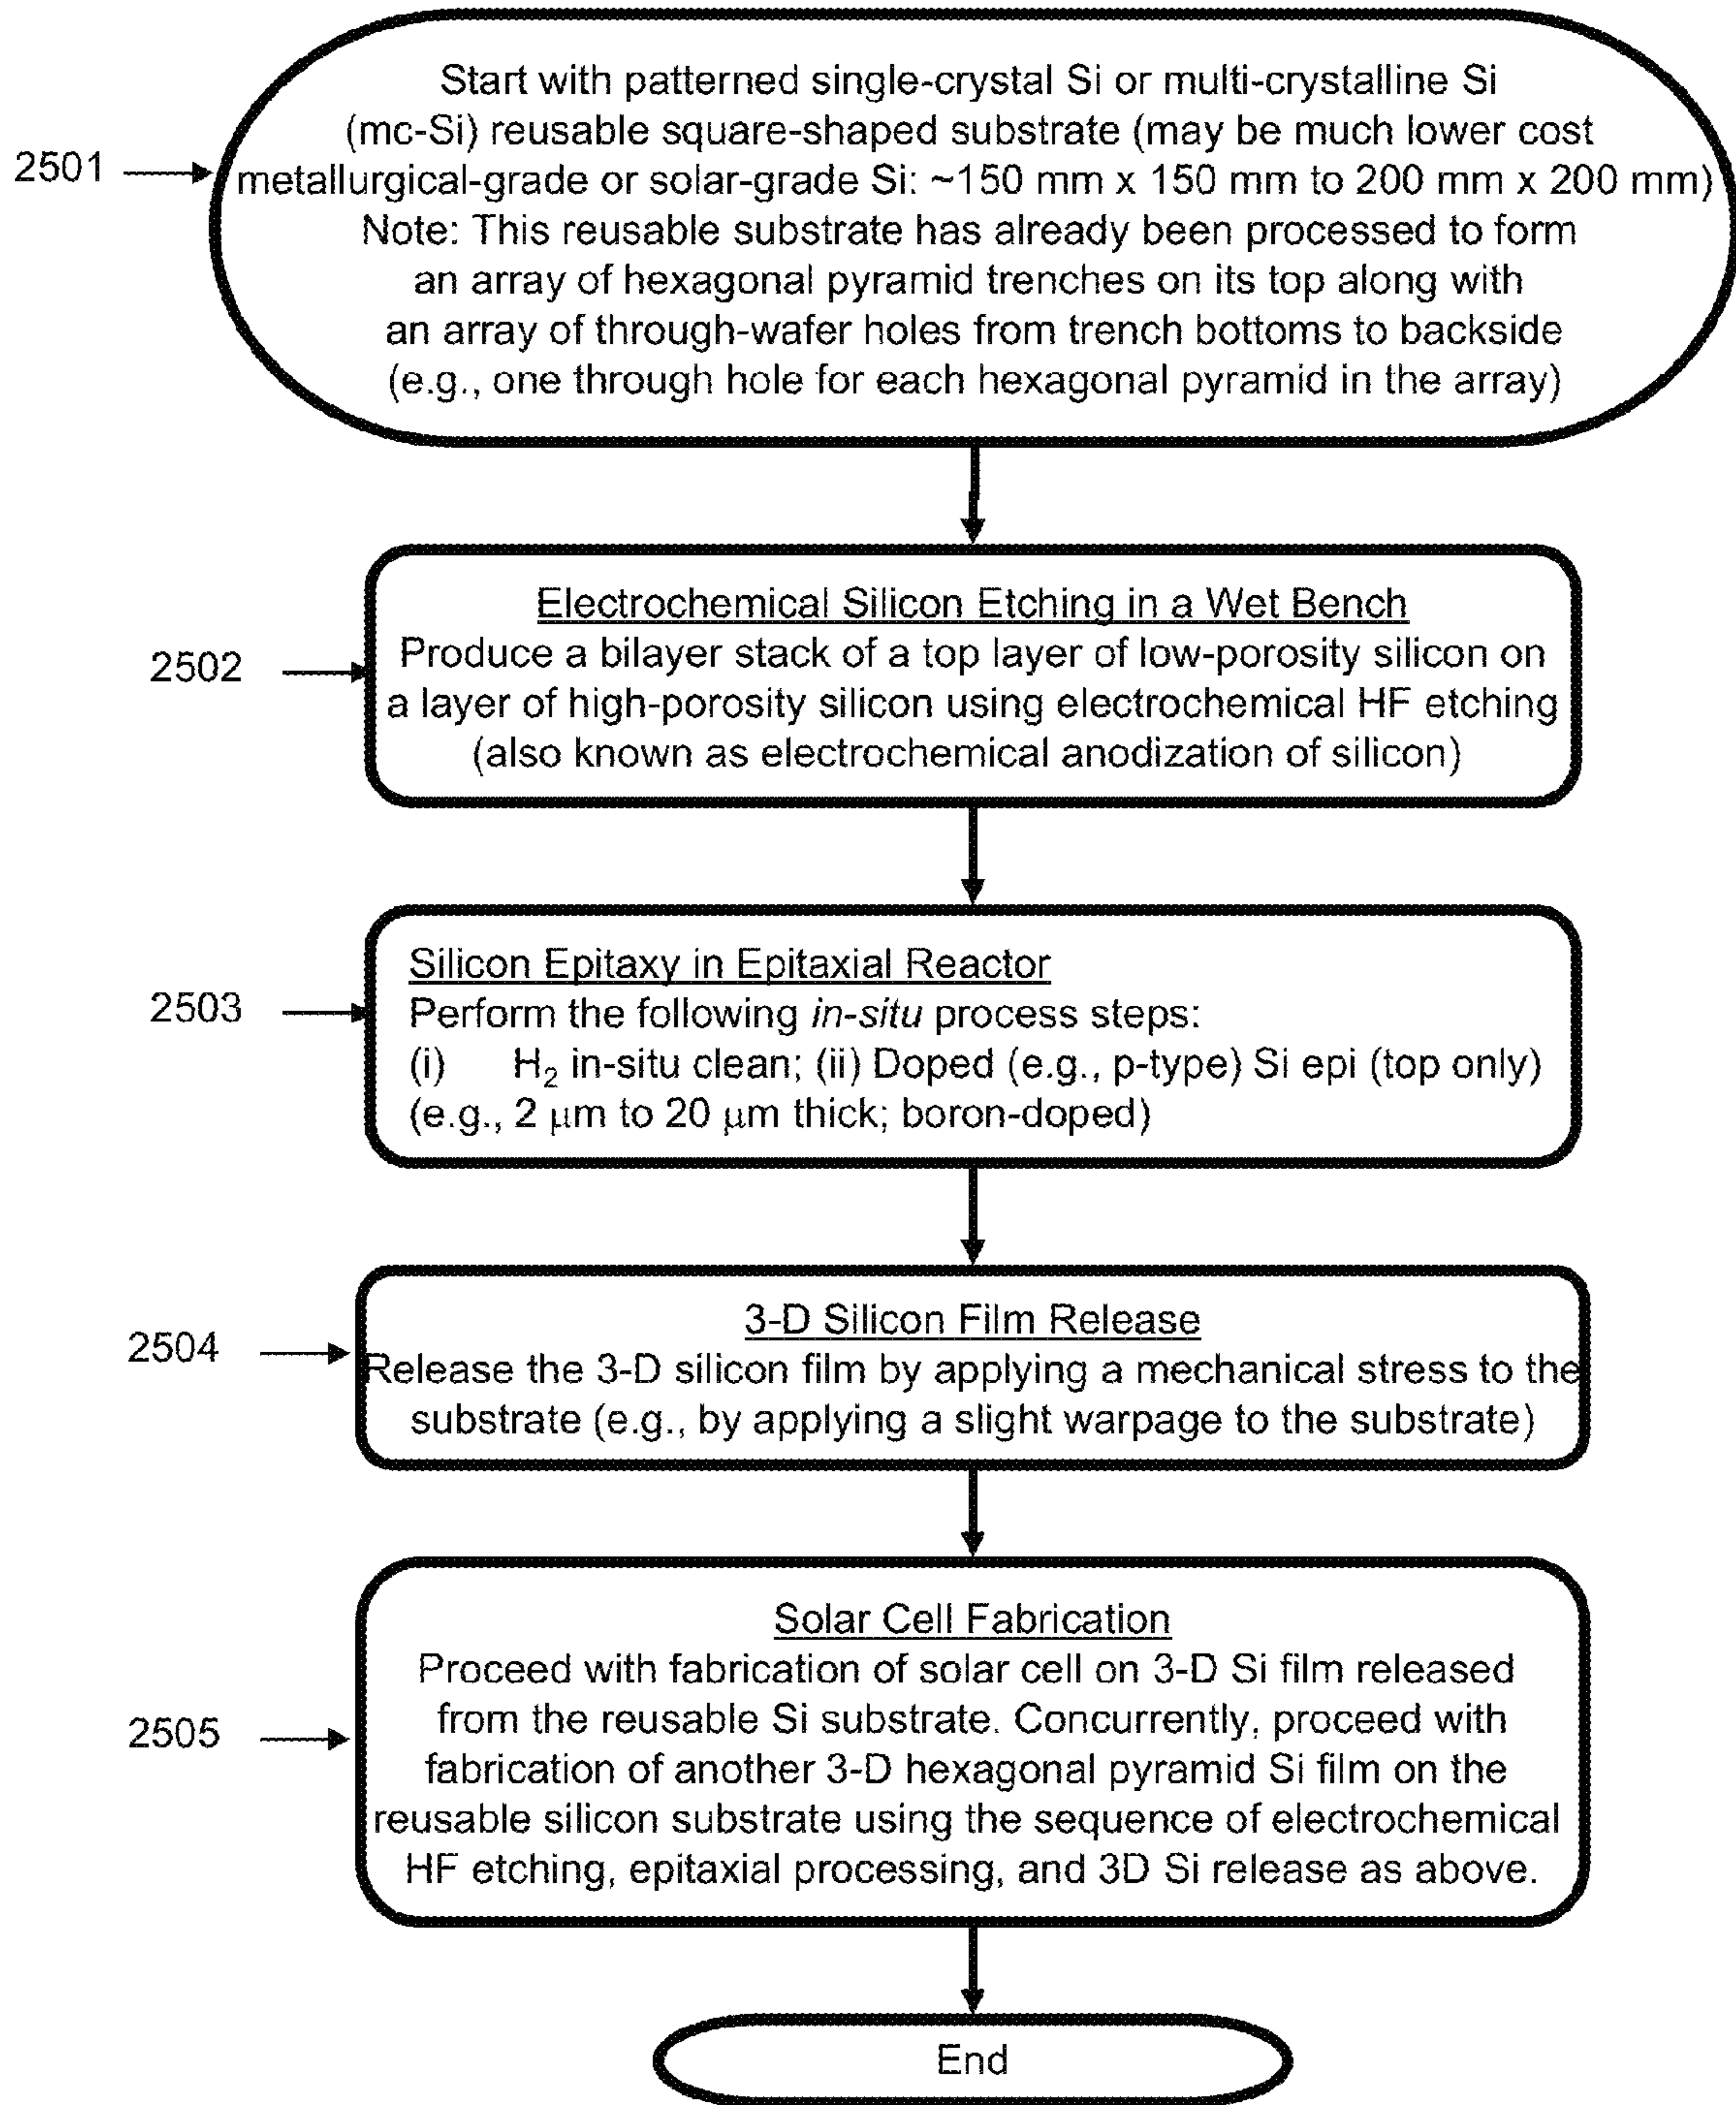 Start with patterned single-crystal Si or multi-crystalline Si
(mc-Si) reusable square-shaped substrate (may be much lower cost
2501
metallurgical-grade or solar-grade Si: ~150 mm x 150 mm to 200 mm x 200 mm)
Note: This reusable substrate has already been processed to form
an array of hexagonal pyramid trenches on its top along with
an array of through-wafer holes from trench bottoms to backside
(e.g., one through hole for each hexagonal pyramid in the array)
Electrochemical Silicon Etching in a Wet Bench
2502
Produce a bilayer stack of a top layer of low-porosity silicon on
a layer of high-porosity silicon using electrochemical HF etching
(also known as electrochemical anodization of silicon)
Silicon Epitaxy in Epitaxial Reactor
2503
Perform the following in-situ process steps:
(i) H₂ in-situ clean; (ii) Doped (e.g., p-type) Si epi (top only)
(e.g., 2 μm to 20 μm thick; boron-doped)
3-D Silicon Film Release
2504
Release the 3-D silicon film by applying a mechanical stress to the
substrate (e.g., by applying a slight warpage to the substrate)
Solar Cell Fabrication
Proceed with fabrication of solar cell on 3-D Si film released
2505
from the reusable Si substrate. Concurrently, proceed with
fabrication of another 3-D hexagonal pyramid Si film on the
reusable silicon substrate using the sequence of electrochemical
HF etching, epitaxial processing, and 3D Si release as above.
End